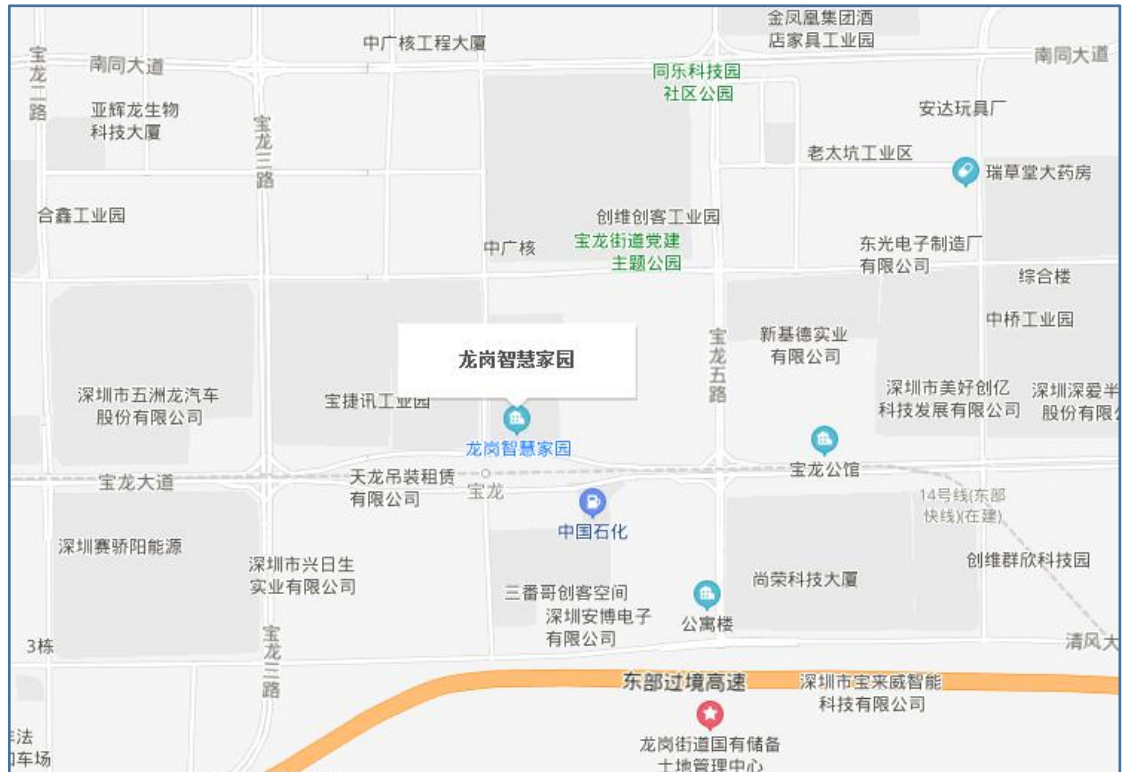 金凤凰集团酒
店家具工业园
中广核工程大厦
宝龙二路
南同大道
南同大道
同乐科技园
社区公园
亚辉龙生物
科技大厦
宝龙三路
安达玩具厂
老太坑工业区
瑞草堂大药房
合鑫工业园
创维创客工业园
中广核
宝龙街道党建
主题公园
东光电子制造厂
有限公司
综合楼
中桥工业园
新基德实业
有限公司
宝龙五路
龙岗智慧家园
深圳市五洲龙汽车
股份有限公司
宝捷讯工业园
深圳市美好创亿
科技发展有限公司
深圳深爱半
股份有限公
龙岗智慧家园
宝龙公馆
宝龙大道
天龙吊装租赁
有限公司
宝龙
14号线(东部
快线)(在建)
中国石化
深圳赛骄阳能源
深圳市兴日生
实业有限公司
创维群欣科技园
尚荣科技大厦
三番哥创客空间
深圳安博电子
有限公司
公寓楼
3栋
宝龙三路
清风大
东部过境高速
深圳市宝来威智能
科技有限公司
龙岗街道国有储备
土地管理中心
法
车场